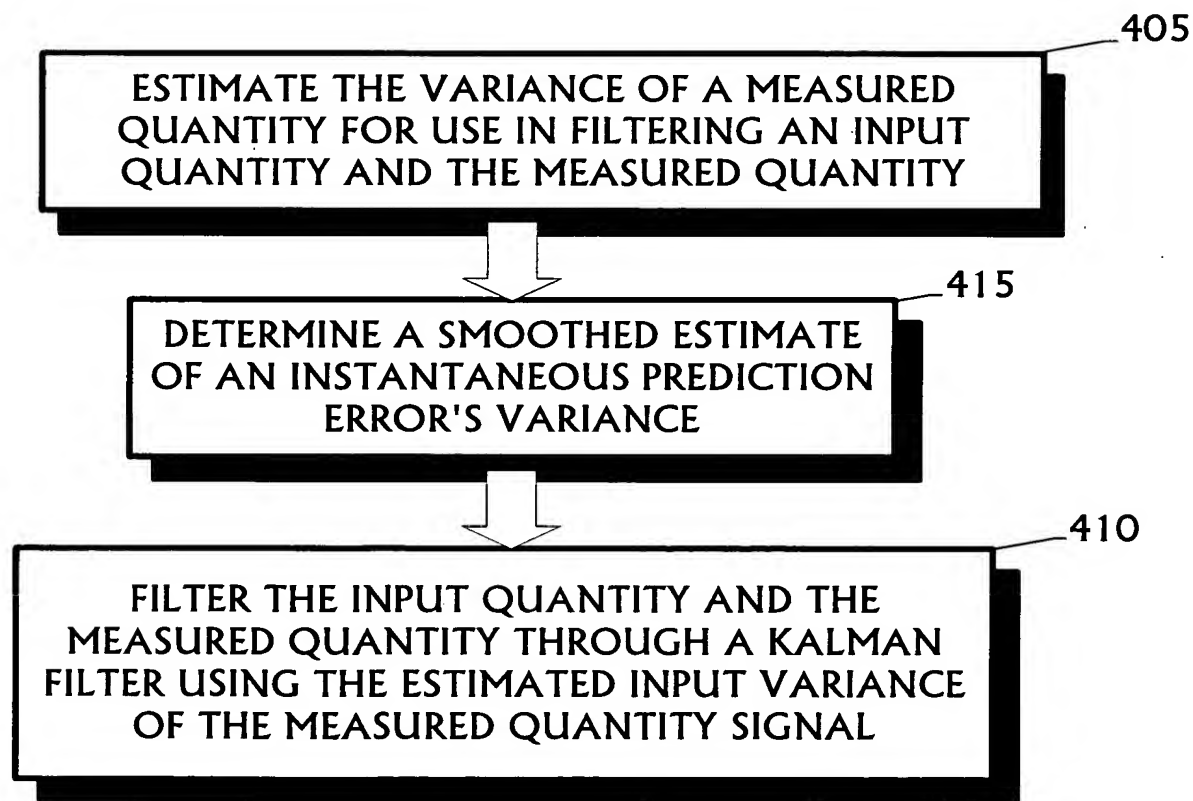 405
ESTIMATE THE VARIANCE OF A MEASURED
QUANTITY FOR USE IN FILTERING AN INPUT
QUANTITY AND THE MEASURED QUANTITY
415
DETERMINE A SMOOTHED ESTIMATE
OF AN INSTANTANEOUS PREDICTION
ERROR'S VARIANCE
410
FILTER THE INPUT QUANTITY AND THE
MEASURED QUANTITY THROUGH A KALMAN
FILTER USING THE ESTIMATED INPUT VARIANCE
OF THE MEASURED QUANTITY SIGNAL